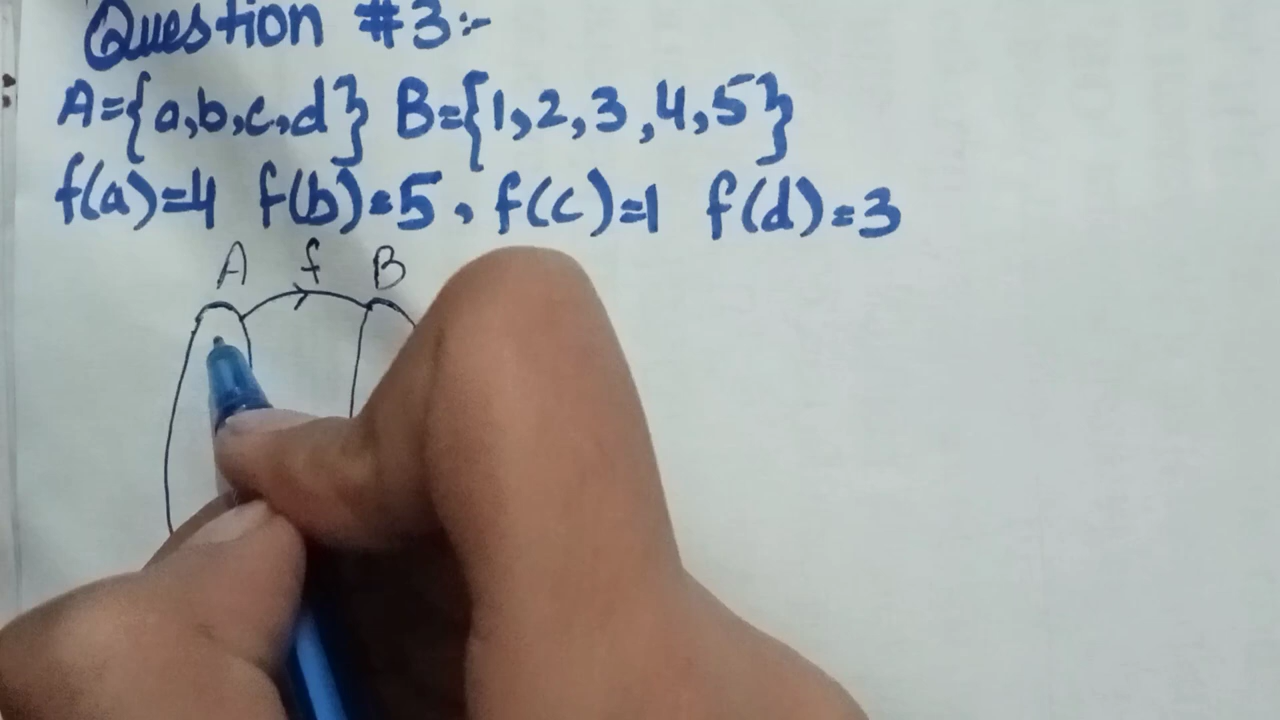 Question #3:-
A={a,b,c,d} B={1,2,3,4,5}
f(a)=4 f(b)=5, f(c)=1 f(d)=3
A f B